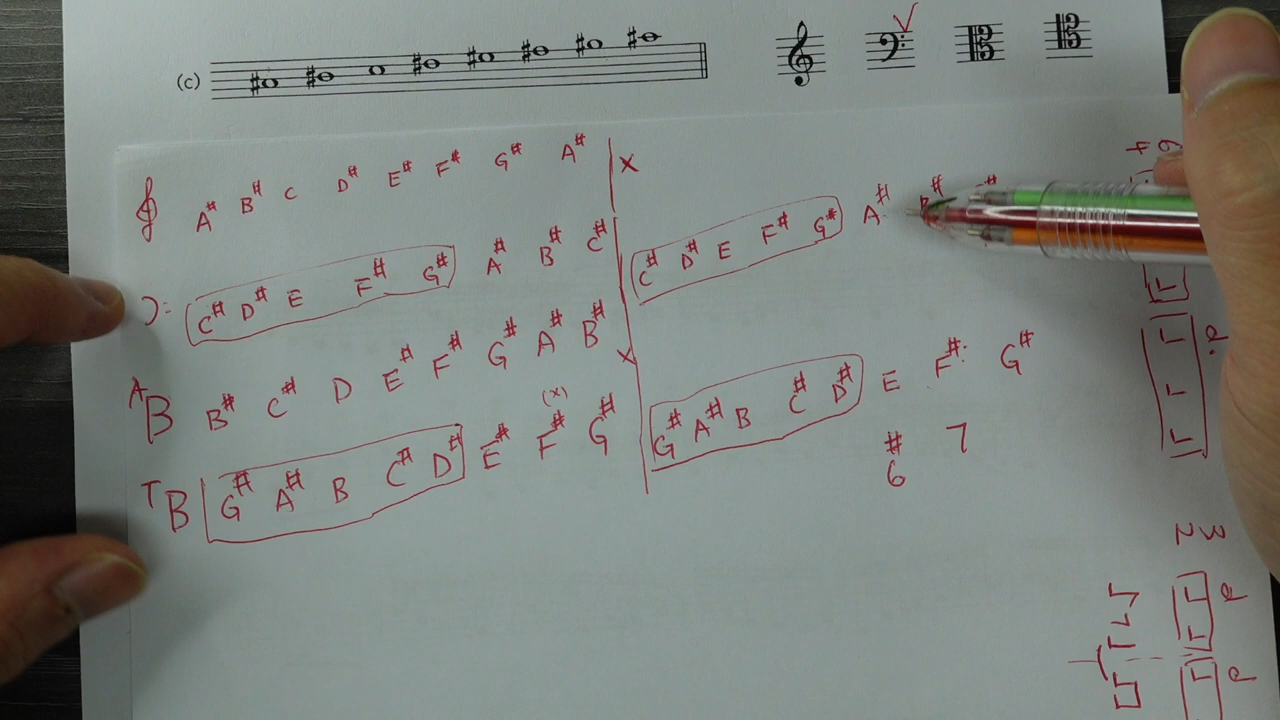 (c)
A# B# C D# E# F# G# A# X
C# D# E F# G# A# B# C#
C# D# E F# G# A#
A B B# C# D E# F# G# A# B# X
(x)
T B G# A# B C# D# E# F# G#
G# A# B C# D# E F# G#
# 7
6